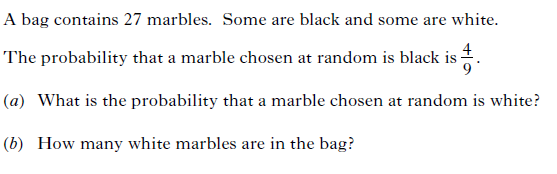 A bag contains 27 marbles. Some are black and some are white.
The probability that a marble chosen at random is black is 4/9.
(a) What is the probability that a marble chosen at random is white?
(b) How many white marbles are in the bag?